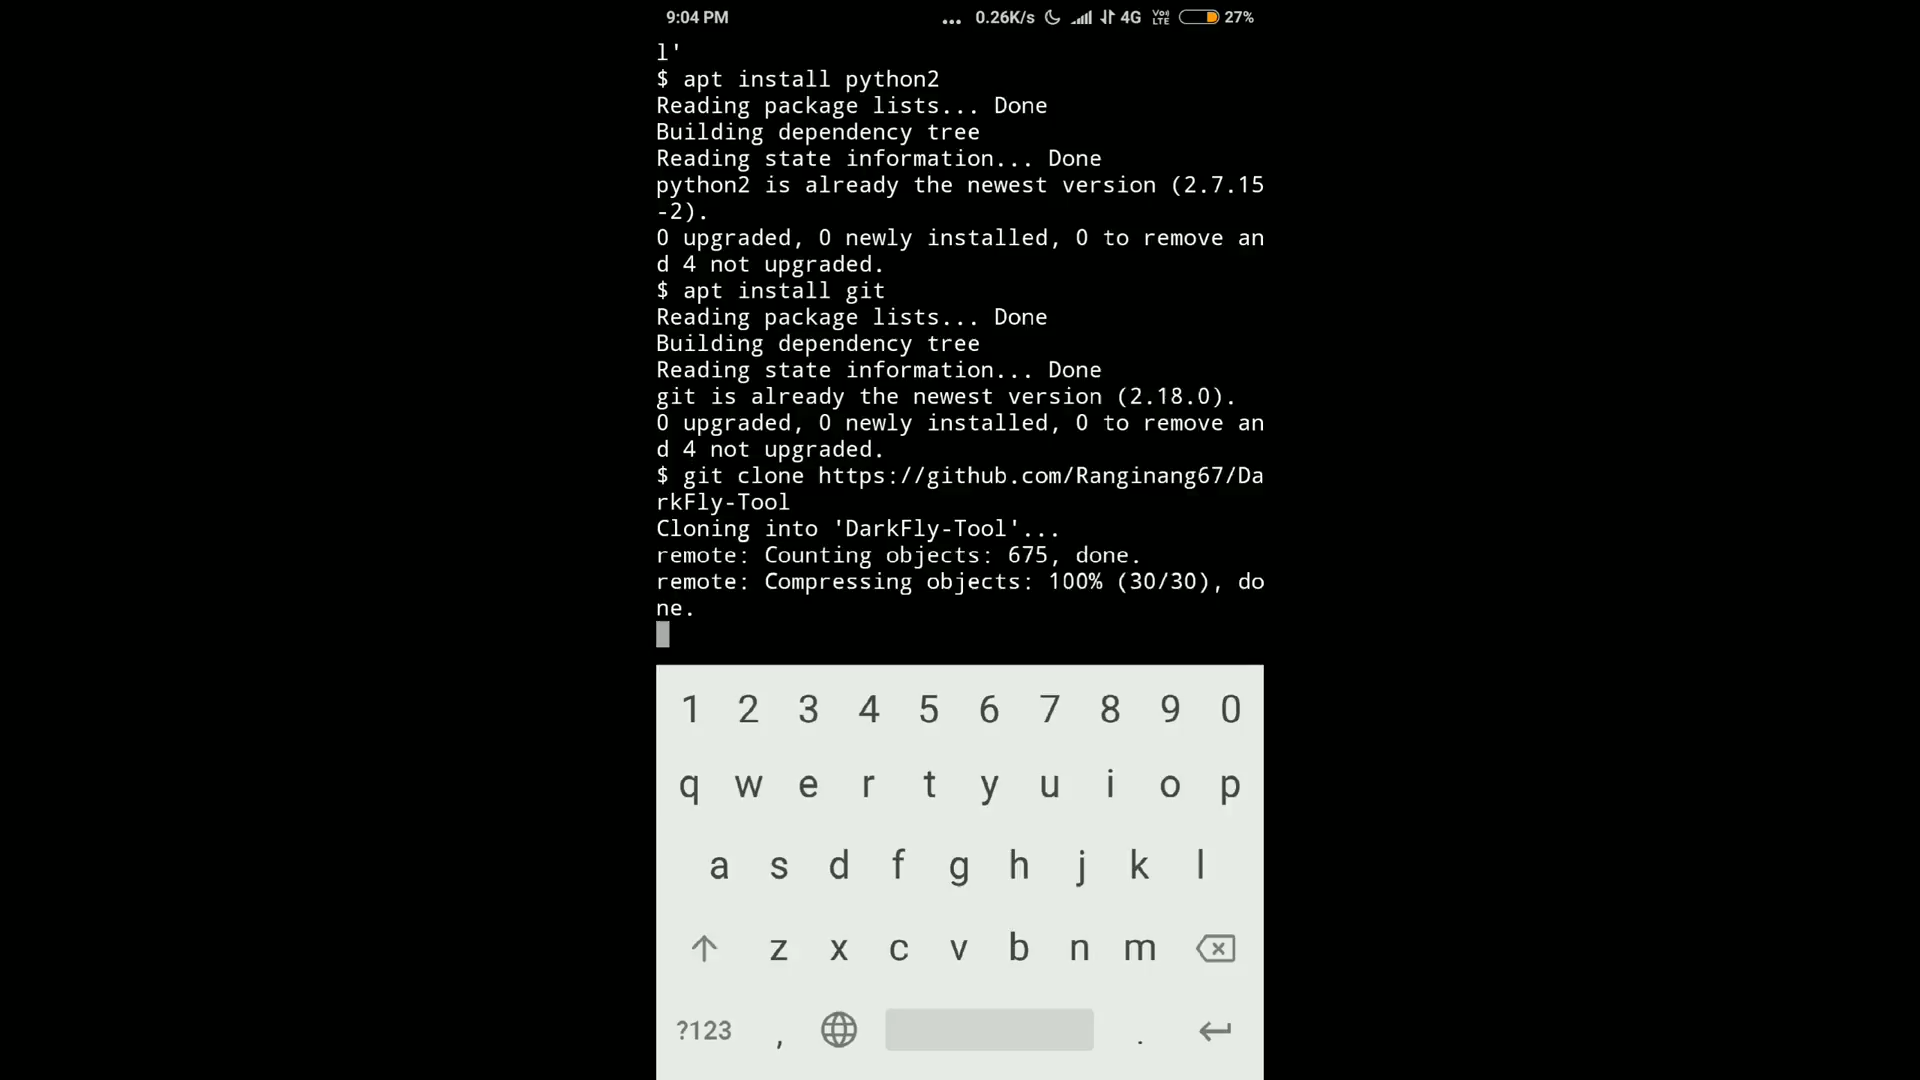 9:04 PM ... 0.26K/s 4G Vo) LTE 27%
l'
$ apt install python2
Reading package lists... Done
Building dependency tree
Reading state information... Done
python2 is already the newest version (2.7.15
-2).
0 upgraded, 0 newly installed, 0 to remove an
d 4 not upgraded.
$ apt install git
Reading package lists... Done
Building dependency tree
Reading state information... Done
git is already the newest version (2.18.0).
0 upgraded, 0 newly installed, 0 to remove an
d 4 not upgraded.
$ git clone https://github.com/Ranginang67/Da
rkFly-Tool
Cloning into 'DarkFly-Tool'...
remote: Counting objects: 675, done.
remote: Compressing objects: 100% (30/30), do
ne.
1 2 3 4 5 6 7 8 9 0
q w e r t y u i o p
a s d f g h j k l
z x c v b n m
?123 , .